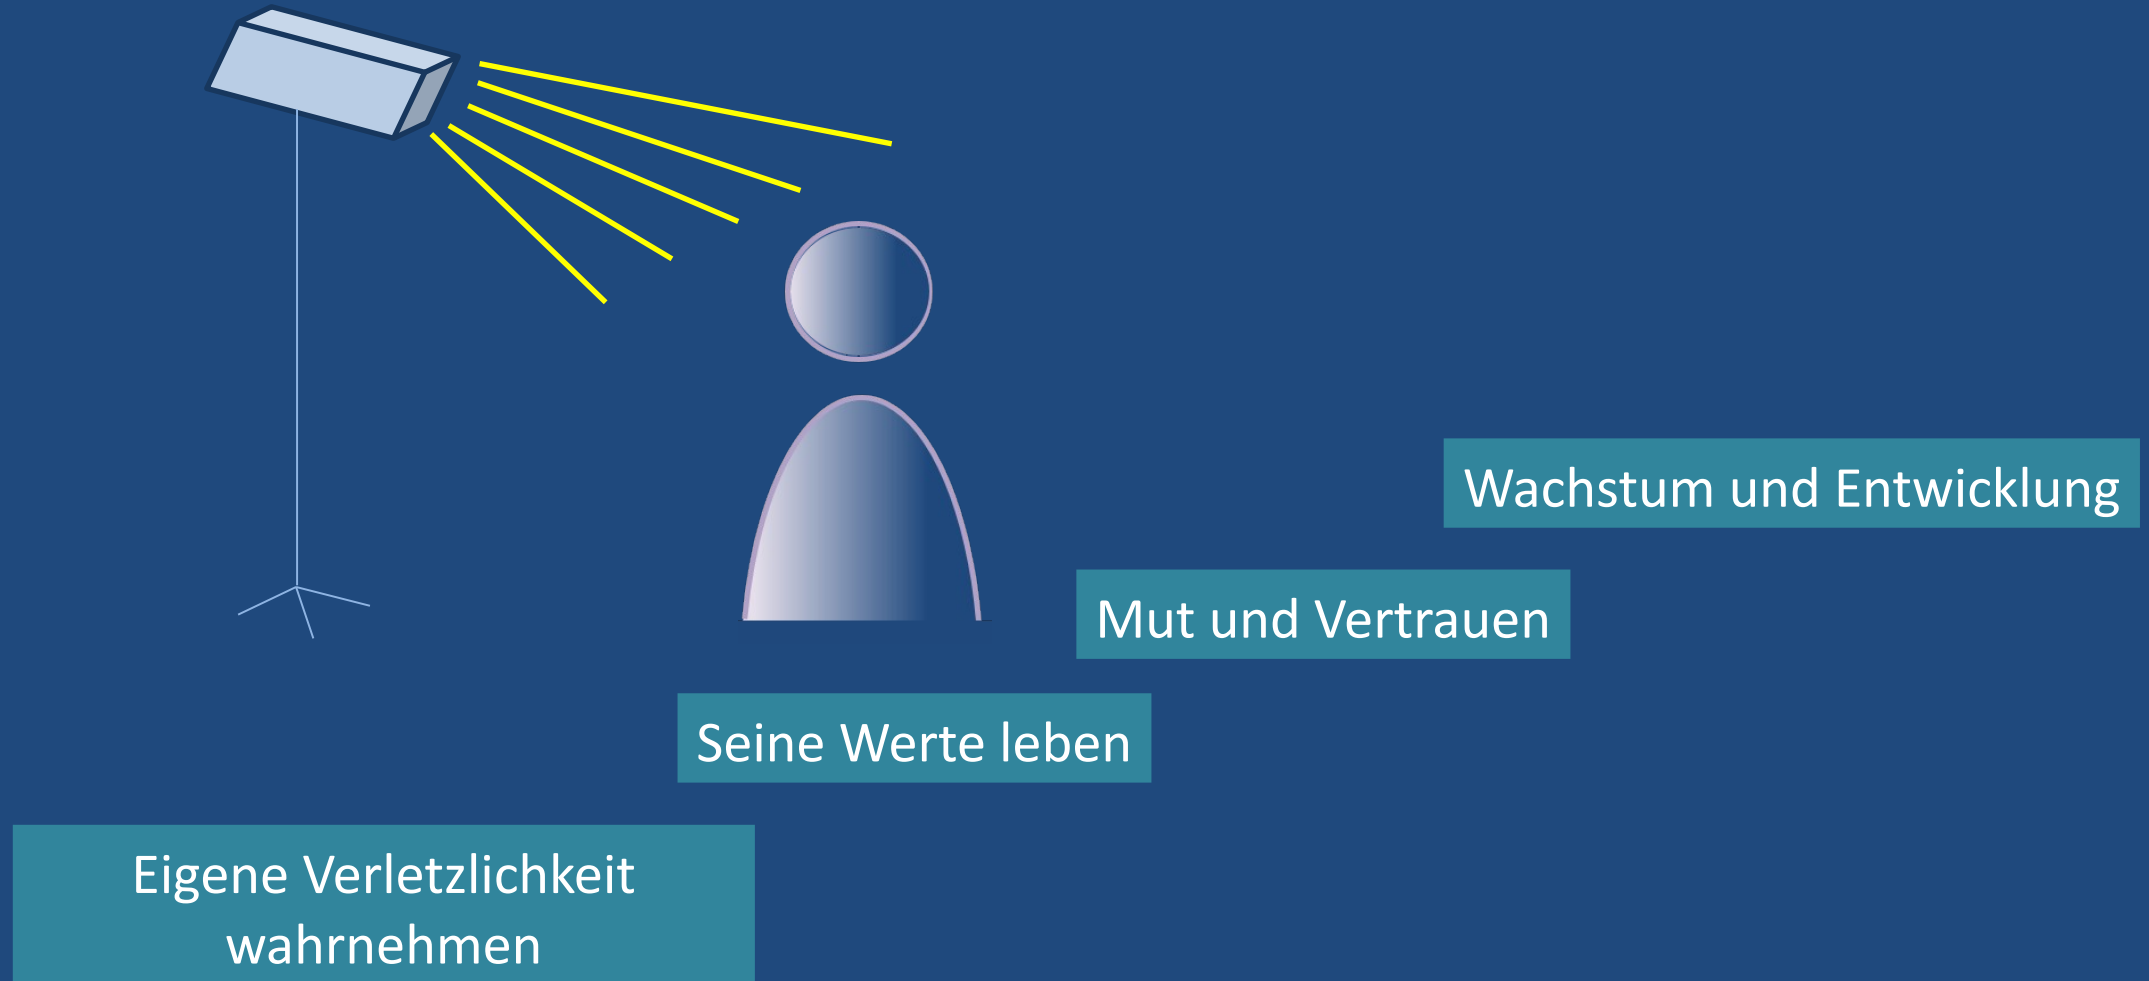 Wachstum und Entwicklung
Mut und Vertrauen
Seine Werte leben
Eigene Verletzlichkeit
wahrnehmen